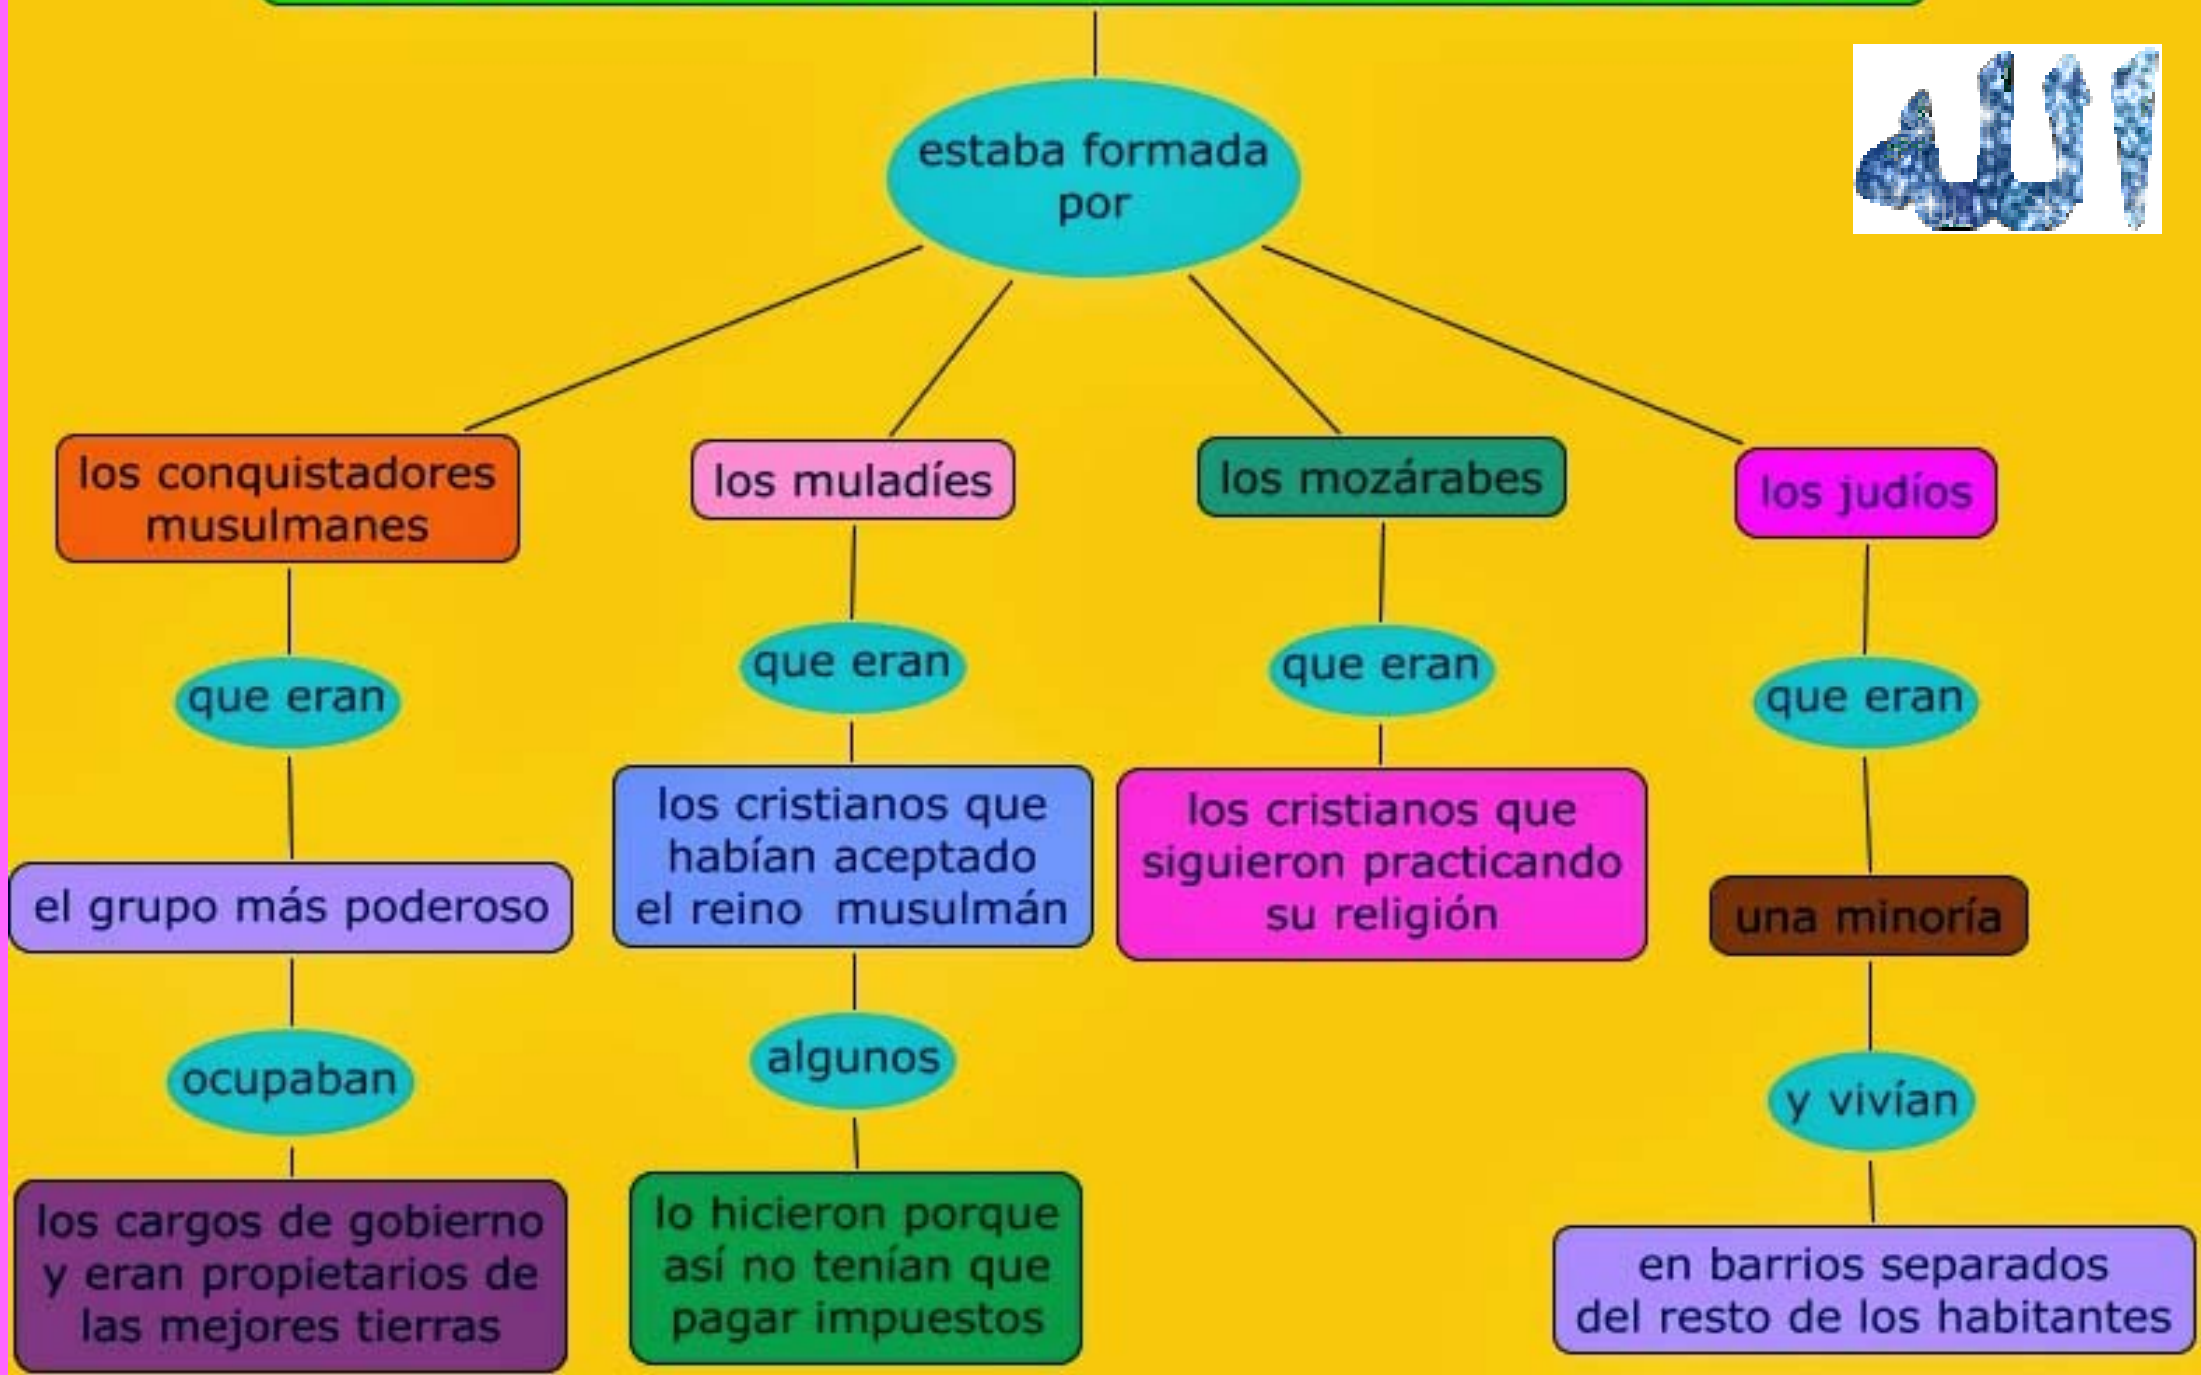 estaba formada
por
los conquistadores
musulmanes
que eran
el grupo más poderoso
ocupaban
los cargos de gobierno
y eran propietarios de
las mejores tierras
los muladíes
que eran
los cristianos que
habían aceptado
el reino musulmán
algunos
lo hicieron porque
así no tenían que
pagar impuestos
los mozárabes
que eran
los cristianos que
siguieron practicando
su religión
los judíos
que eran
una minoría
y vivían
en barrios separados
del resto de los habitantes